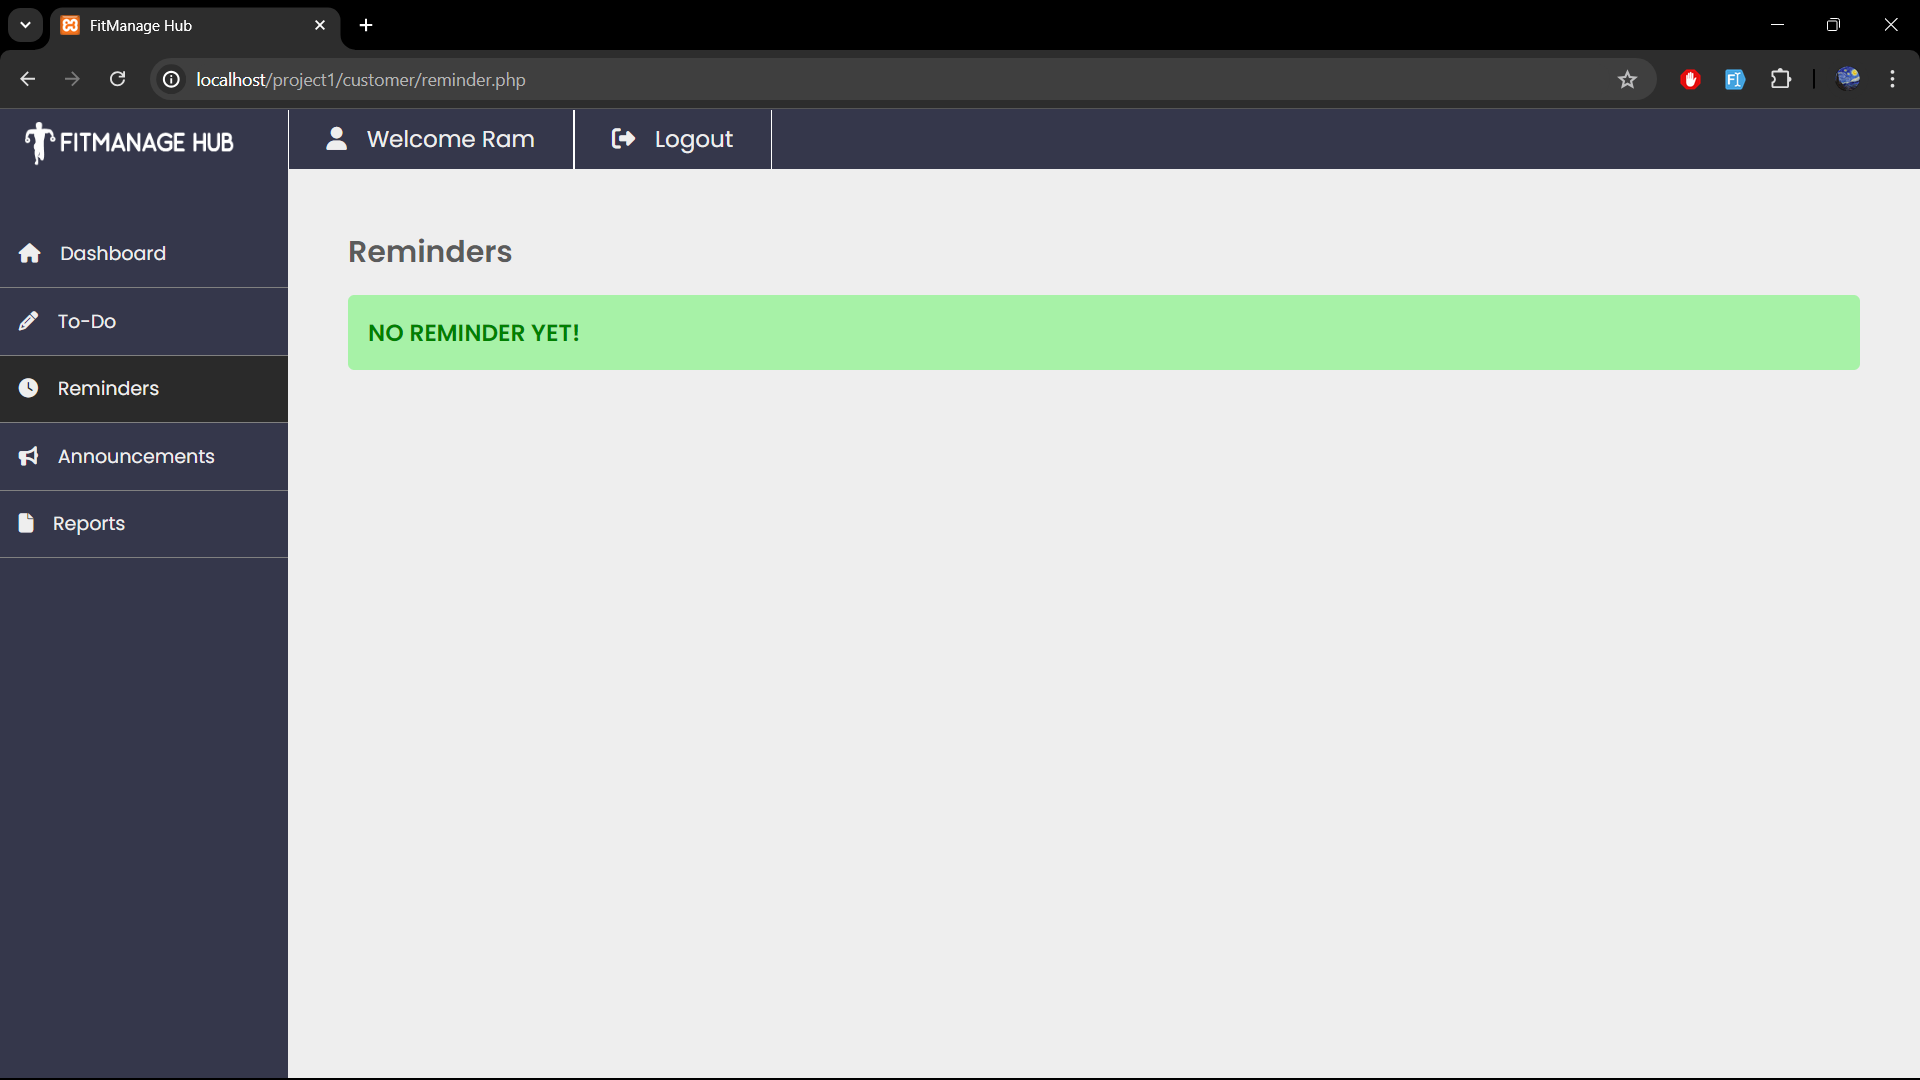 FitManage Hub
localhost/project1/customer/reminder.php
FITMANAGE HUB
Welcome Ram
Logout
Dashboard
To-Do
Reminders
Announcements
Reports
Reminders
NO REMINDER YET!